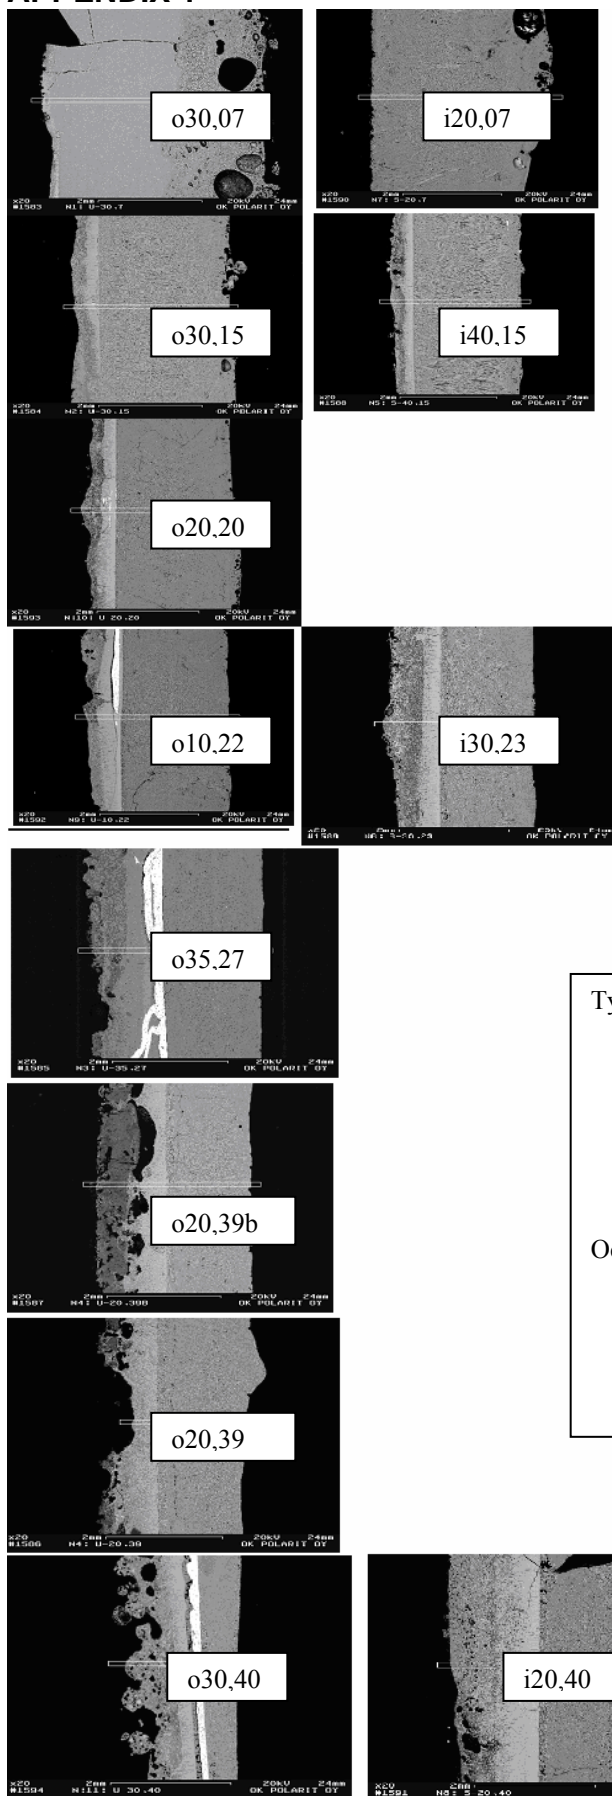 o30,07
x20 2mm 20kV 24mm
#1583 N1: U-30.7 OK POLARIT OY
i20,07
x20 2mm 20kV 24mm
#1590 N7: S-20.7 OK POLARIT OY
o30,15
x20 2mm 20kV 24mm
#1584 N2: U-30.15 OK POLARIT OY
i40,15
x20 2mm 20kV 24mm
#1588 N5: S-40.15 OK POLARIT OY
o20,20
x20 2mm 20kV 24mm
#1593 N:10: U 20.20 OK POLARIT OY
o10,22
x20 2mm 20kV 24mm
#1592 N9: U-10.22 OK POLARIT OY
i30,23
#1589 OK POLARIT OY
o35,27
x20 2mm 20kV 24mm
#1585 N3: U-35.27 OK POLARIT OY
Ty
o20,39b
x20 2mm 20kV 24mm
#1587 N4: U-20.39B OK POLARIT OY
o20,39
x20 2mm 20kV 24mm
#1586 N4: U-20.39 OK POLARIT OY
o30,40
x20 2mm 20kV 24mm
#1594 N:11: U 30.40 OK POLARIT OY
i20,40
x20 2mm
#1591 N8: S 20.40